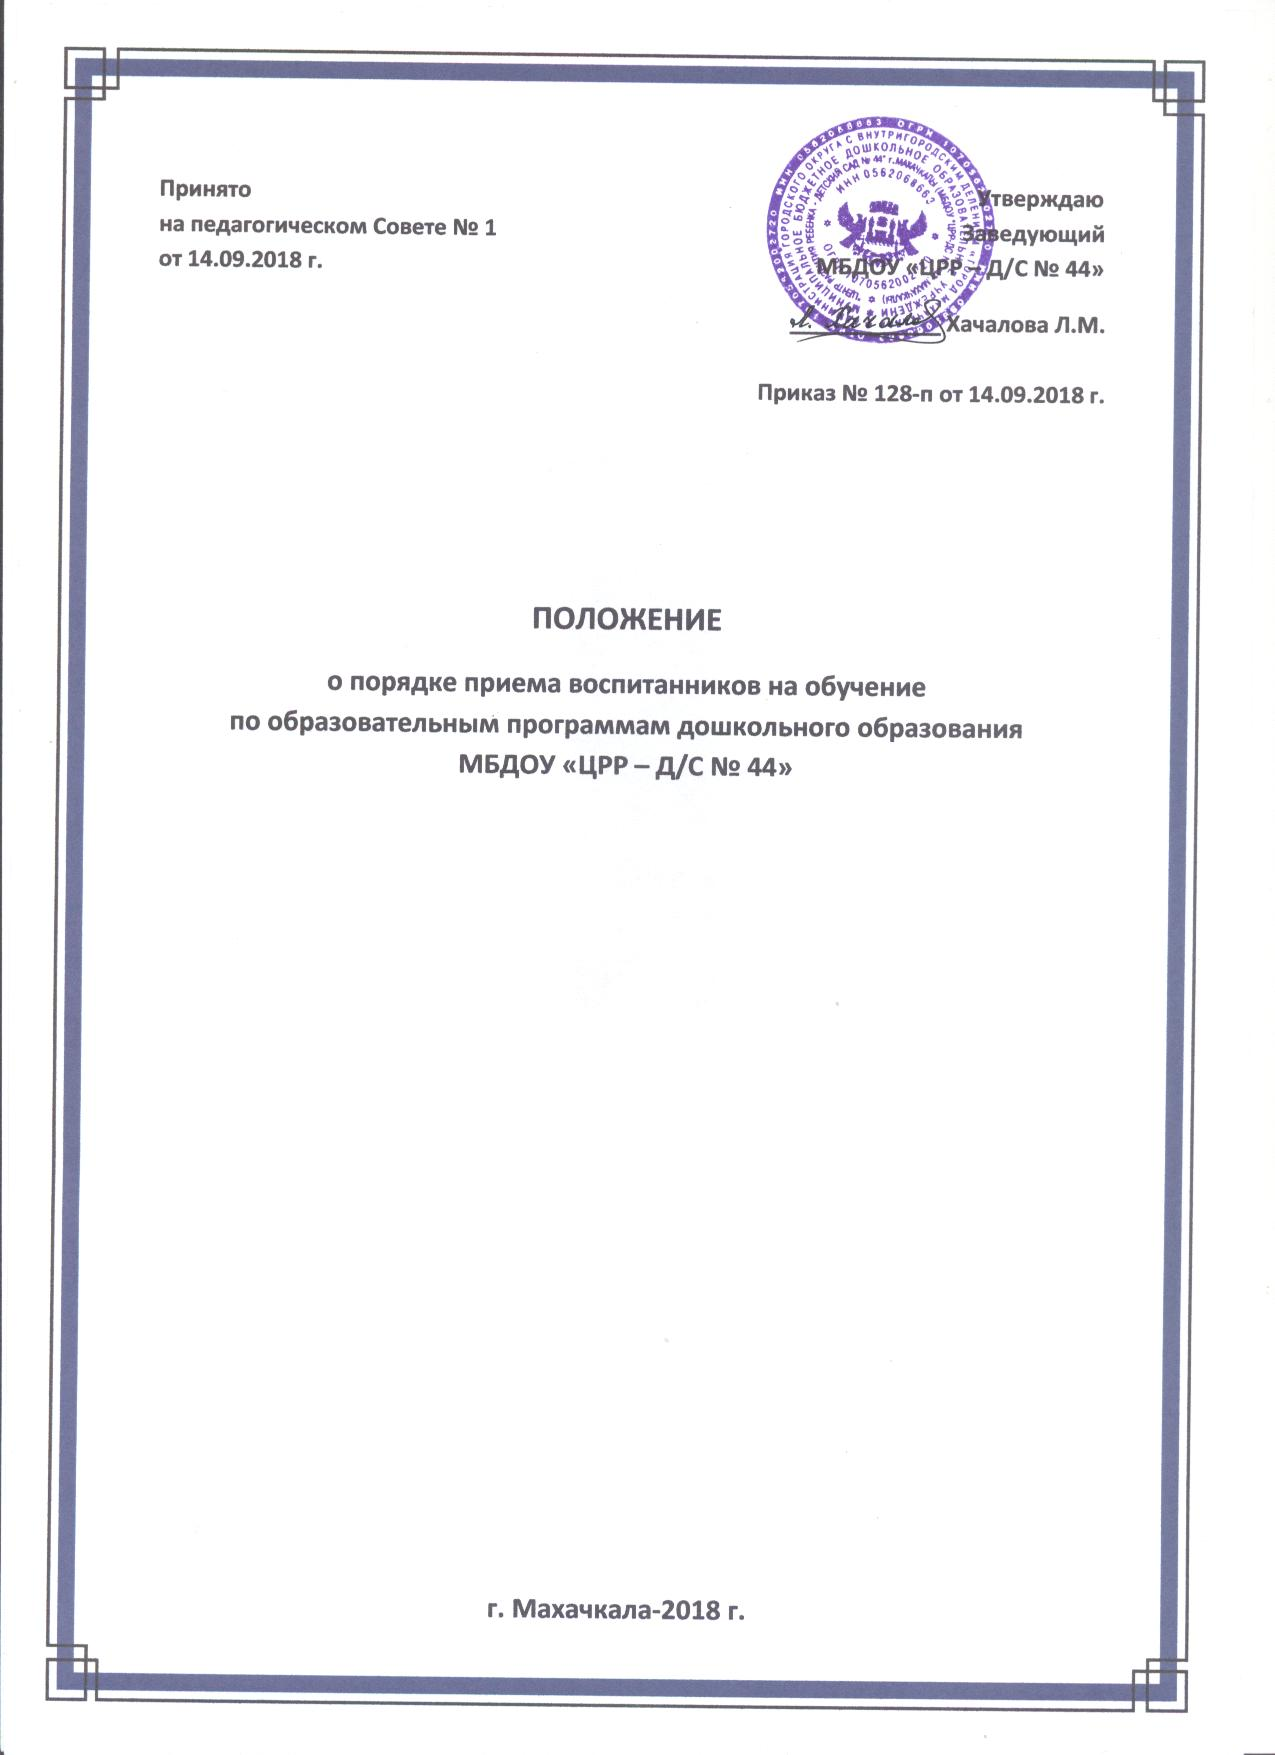 Принято
на педагогическом Совете № 1
от 14.09.2018 г.
Утверждаю
Заведующий
МБДОУ «ЦРР – Д/С № 44»
Хачалова Л.М.
Приказ № 128-п от 14.09.2018 г.
ИНН 0562068663
ПОЛОЖЕНИЕ
о порядке приема воспитанников на обучение
по образовательным программам дошкольного образования
МБДОУ «ЦРР – Д/С № 44»
г. Махачкала-2018 г.